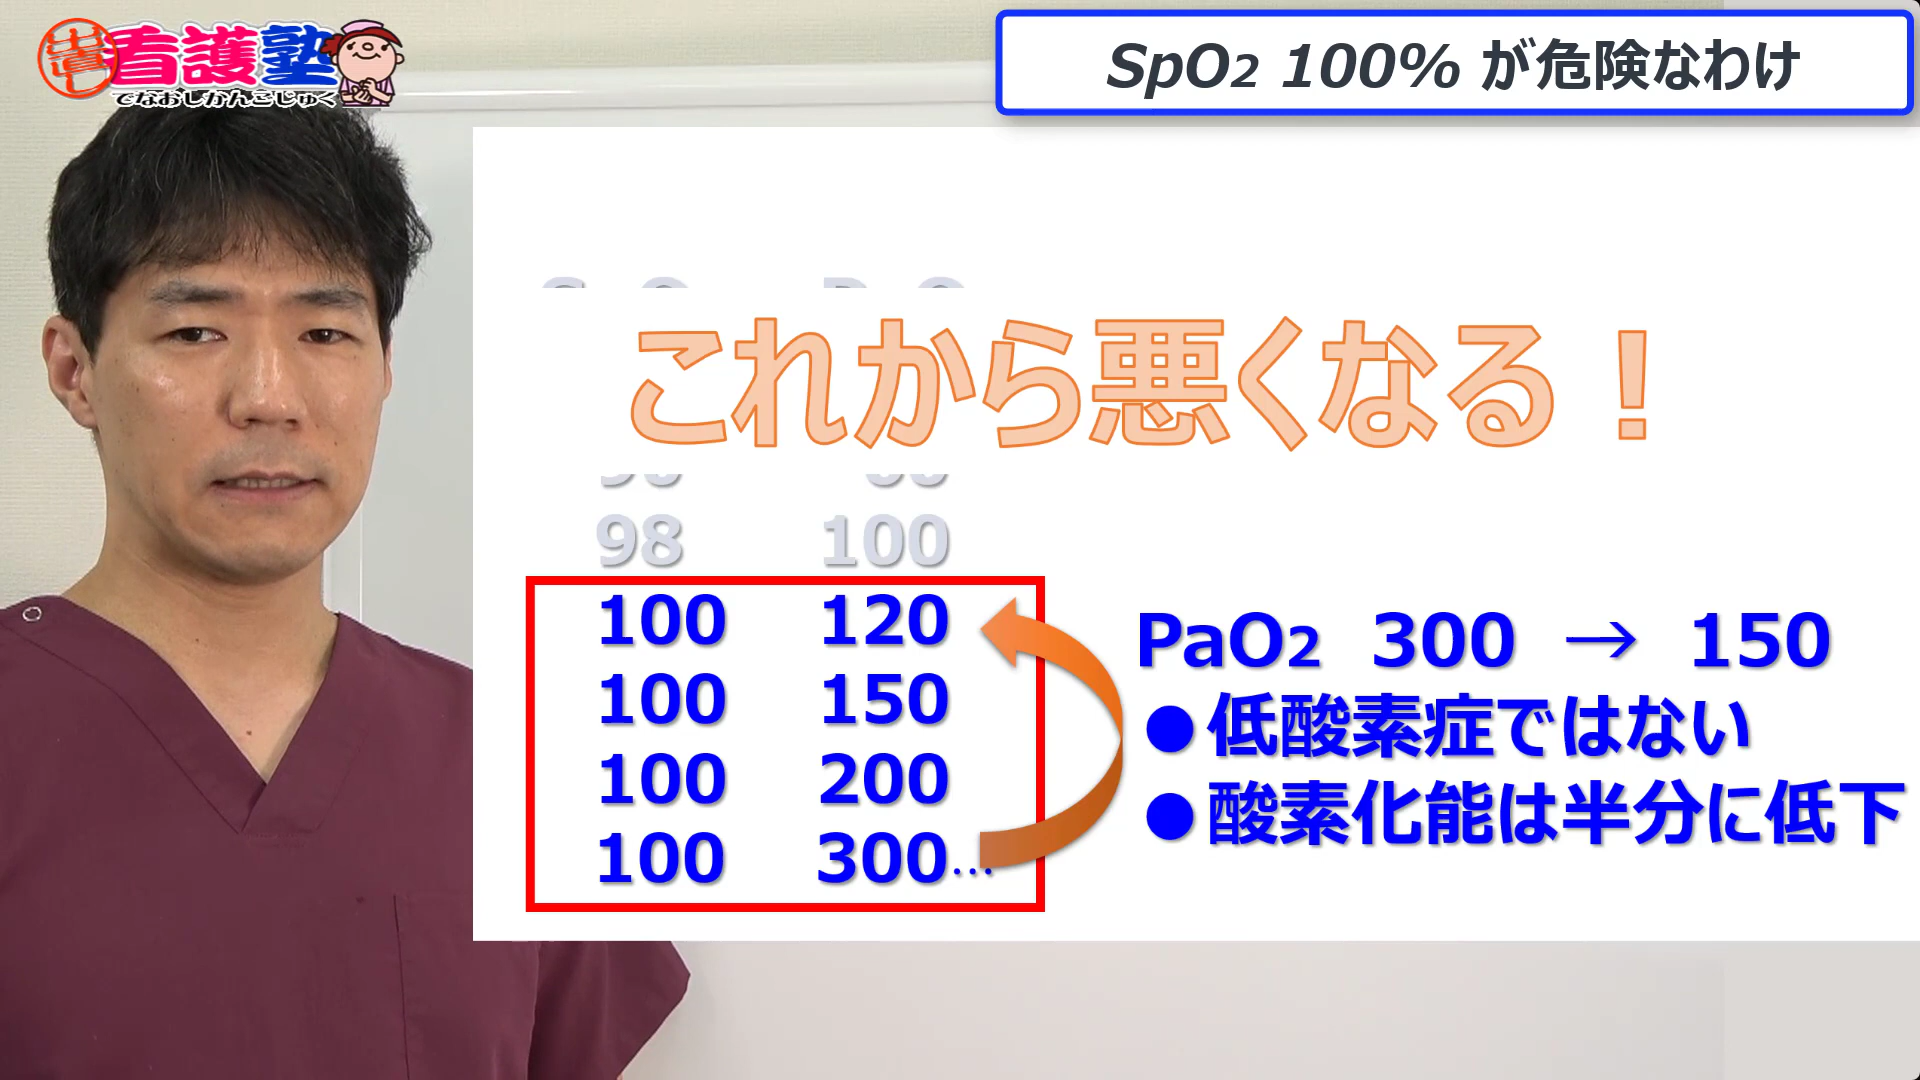 出直し看護塾
でなおしかんごじゅく
SpO2 100% が危険なわけ
これから悪くなる！
98 100
100 120
100 150
100 200
100 300…
PaO2 300 → 150
●低酸素症ではない
●酸素化能は半分に低下